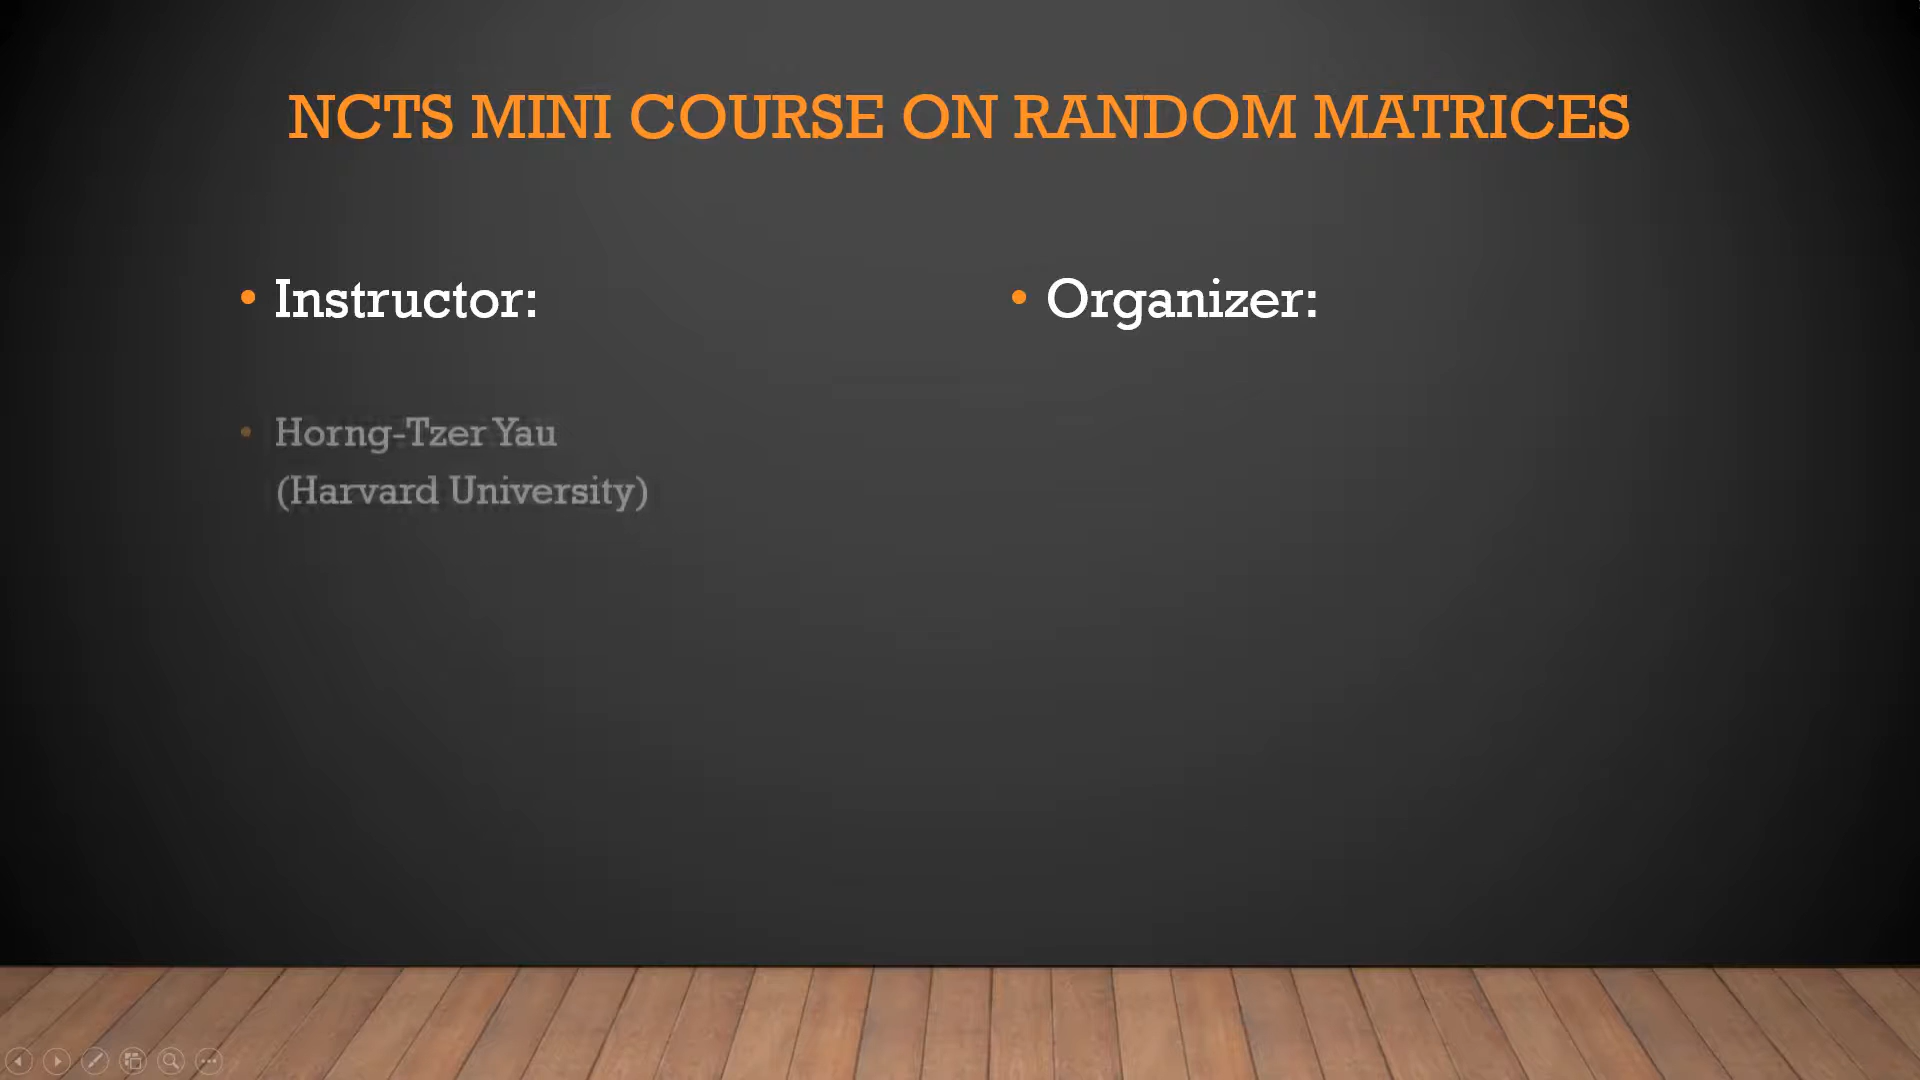 NCTS MINI COURSE ON RANDOM MATRICES
• Instructor:
• Horng-Tzer Yau
(Harvard University)
• Organizer: